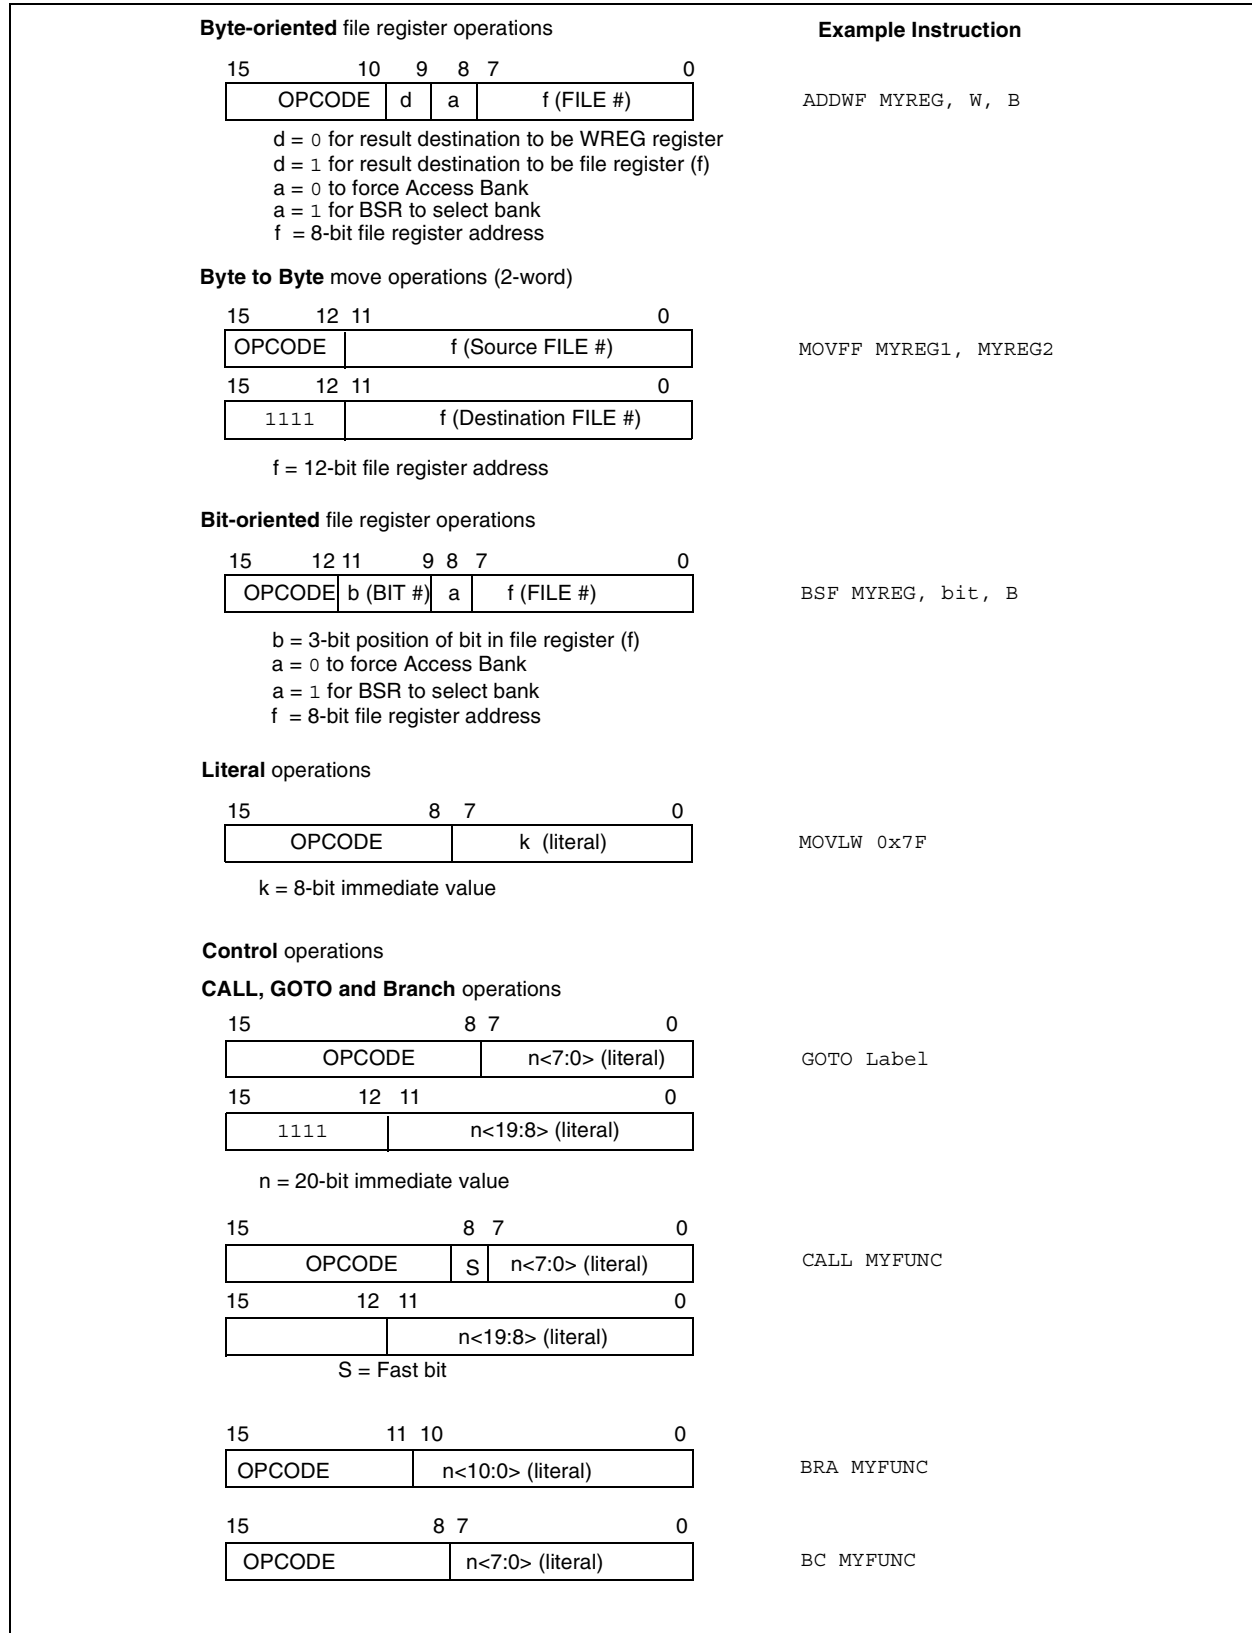 Byte-oriented file register operations
Example Instruction
15 10 9 8 7 0
OPCODE d a f (FILE #)
ADDWF MYREG, W, B
d = 0 for result destination to be WREG register
d = 1 for result destination to be file register (f)
a = 0 to force Access Bank
a = 1 for BSR to select bank
f = 8-bit file register address
Byte to Byte move operations (2-word)
15 12 11 0
OPCODE f (Source FILE #)
MOVFF MYREG1, MYREG2
15 12 11 0
1111 f (Destination FILE #)
f = 12-bit file register address
Bit-oriented file register operations
15 12 11 9 8 7 0
OPCODE b (BIT #) a f (FILE #)
BSF MYREG, bit, B
b = 3-bit position of bit in file register (f)
a = 0 to force Access Bank
a = 1 for BSR to select bank
f = 8-bit file register address
Literal operations
15 8 7 0
OPCODE k (literal)
MOVLW 0x7F
k = 8-bit immediate value
Control operations
CALL, GOTO and Branch operations
15 8 7 0
OPCODE n<7:0> (literal)
GOTO Label
15 12 11 0
1111 n<19:8> (literal)
n = 20-bit immediate value
15 8 7 0
OPCODE S n<7:0> (literal)
CALL MYFUNC
15 12 11 0
n<19:8> (literal)
S = Fast bit
15 11 10 0
OPCODE n<10:0> (literal)
BRA MYFUNC
15 8 7 0
OPCODE n<7:0> (literal)
BC MYFUNC